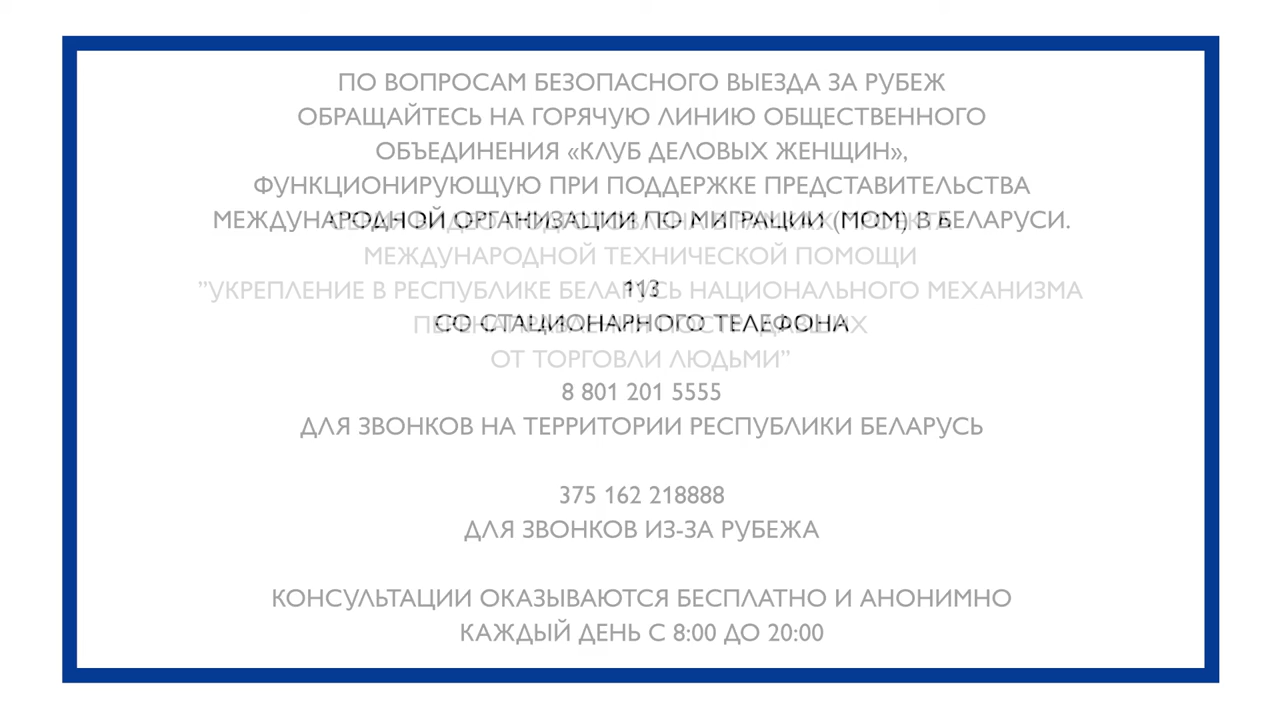 ПО ВОПРОСАМ БЕЗОПАСНОГО ВЫЕЗДА ЗА РУБЕЖ
ОБРАЩАЙТЕСЬ НА ГОРЯЧУЮ ЛИНИЮ ОБЩЕСТВЕННОГО
ОБЪЕДИНЕНИЯ «КЛУБ ДЕЛОВЫХ ЖЕНЩИН»,
ФУНКЦИОНИРУЮЩУЮ ПРИ ПОДДЕРЖКЕ ПРЕДСТАВИТЕЛЬСТВА
МЕЖДУНАРОДНОЙ ОРГАНИЗАЦИИ ПО МИГРАЦИИ (МОМ) В БЕЛАРУСИ.
МЕЖДУНАРОДНОЙ ТЕХНИЧЕСКОЙ ПОМОЩИ
"УКРЕПЛЕНИЕ В РЕСПУБЛИКЕ БЕЛАРУСЬ НАЦИОНАЛЬНОГО МЕХАНИЗМА
113
СО СТАЦИОНАРНОГО ТЕЛЕФОНА
ОТ ТОРГОВЛИ ЛЮДЬМИ"
8 801 201 5555
ДЛЯ ЗВОНКОВ НА ТЕРРИТОРИИ РЕСПУБЛИКИ БЕЛАРУСЬ
375 162 218888
ДЛЯ ЗВОНКОВ ИЗ-ЗА РУБЕЖА
КОНСУЛЬТАЦИИ ОКАЗЫВАЮТСЯ БЕСПЛАТНО И АНОНИМНО
КАЖДЫЙ ДЕНЬ С 8:00 ДО 20:00